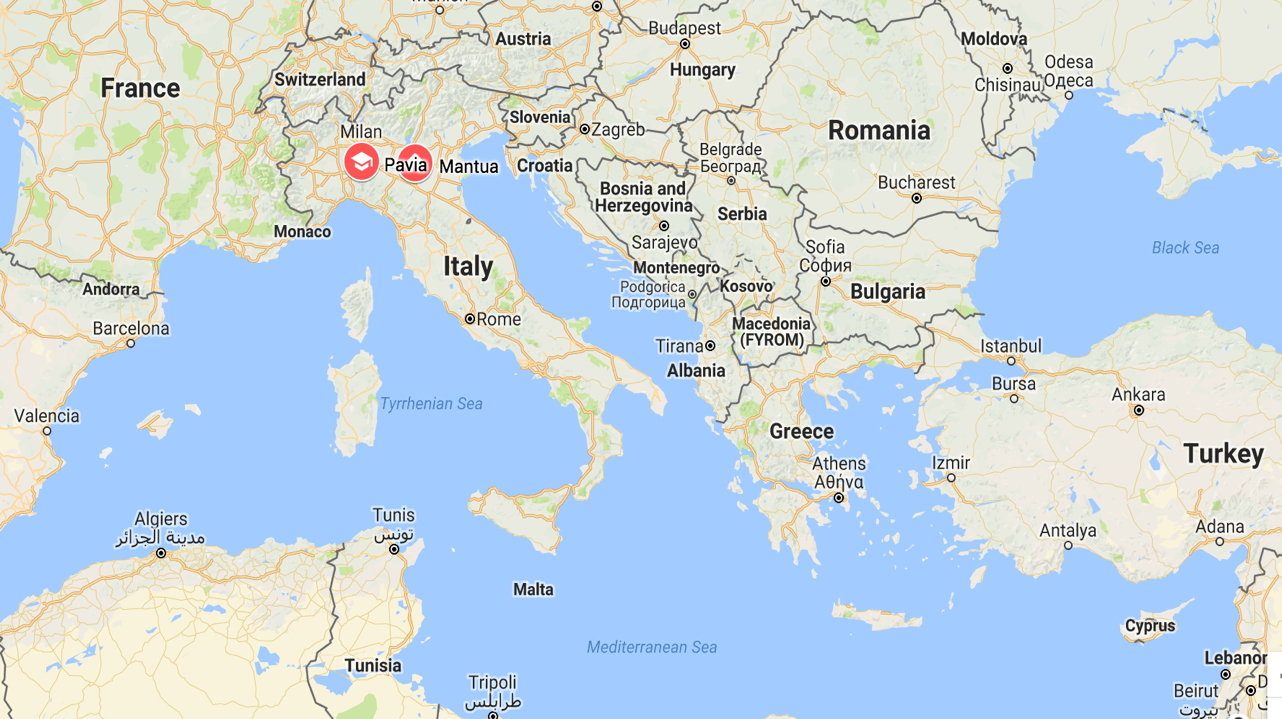 Munich
Austria
Budapest
Hungary
Moldova
Chisinau
Odesa
Одеса
France
Switzerland
Slovenia
Zagreb
Romania
Milan
Pavia
Mantua
Croatia
Belgrade
Београд
Bucharest
Bosnia and
Herzegovina
Serbia
Monaco
Sarajevo
Sofia
София
Black Sea
Italy
Montenegro
Kosovo
Podgorica
Подгорица
Bulgaria
Andorra
Barcelona
Rome
Macedonia
(FYROM)
Tirana
Albania
Istanbul
Bursa
Ankara
Valencia
Tyrrhenian Sea
Greece
Turkey
Athens
Αθήνα
Izmir
Algiers
مدينة الجزائر
Tunis
تونس
Antalya
Adana
Malta
Cyprus
Mediterranean Sea
Tunisia
Lebanon
Tripoli
طرابلس
Beirut
بيروت